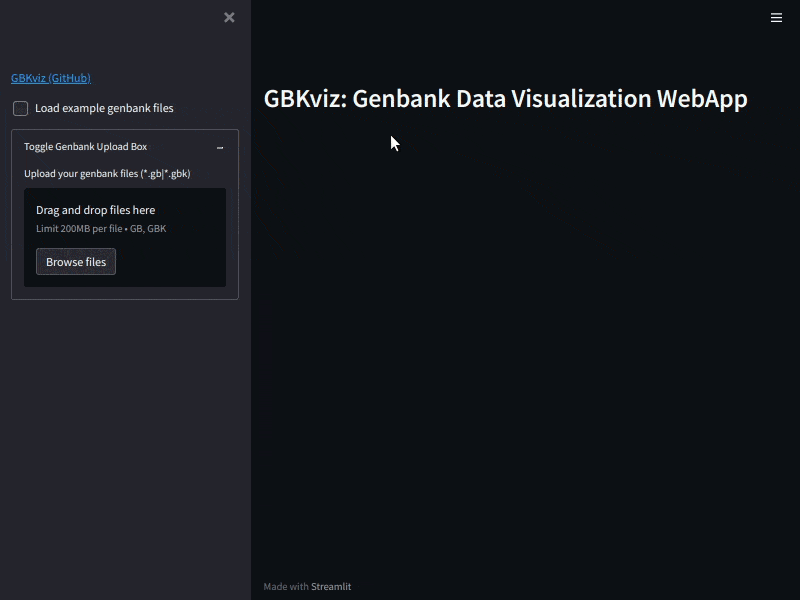 GBKviz (GitHub)
Load example genbank files
Toggle Genbank Upload Box
Upload your genbank files (*.gb|*.gbk)
Drag and drop files here
Limit 200MB per file • GB, GBK
Browse files
GBKviz: Genbank Data Visualization WebApp
Made with Streamlit